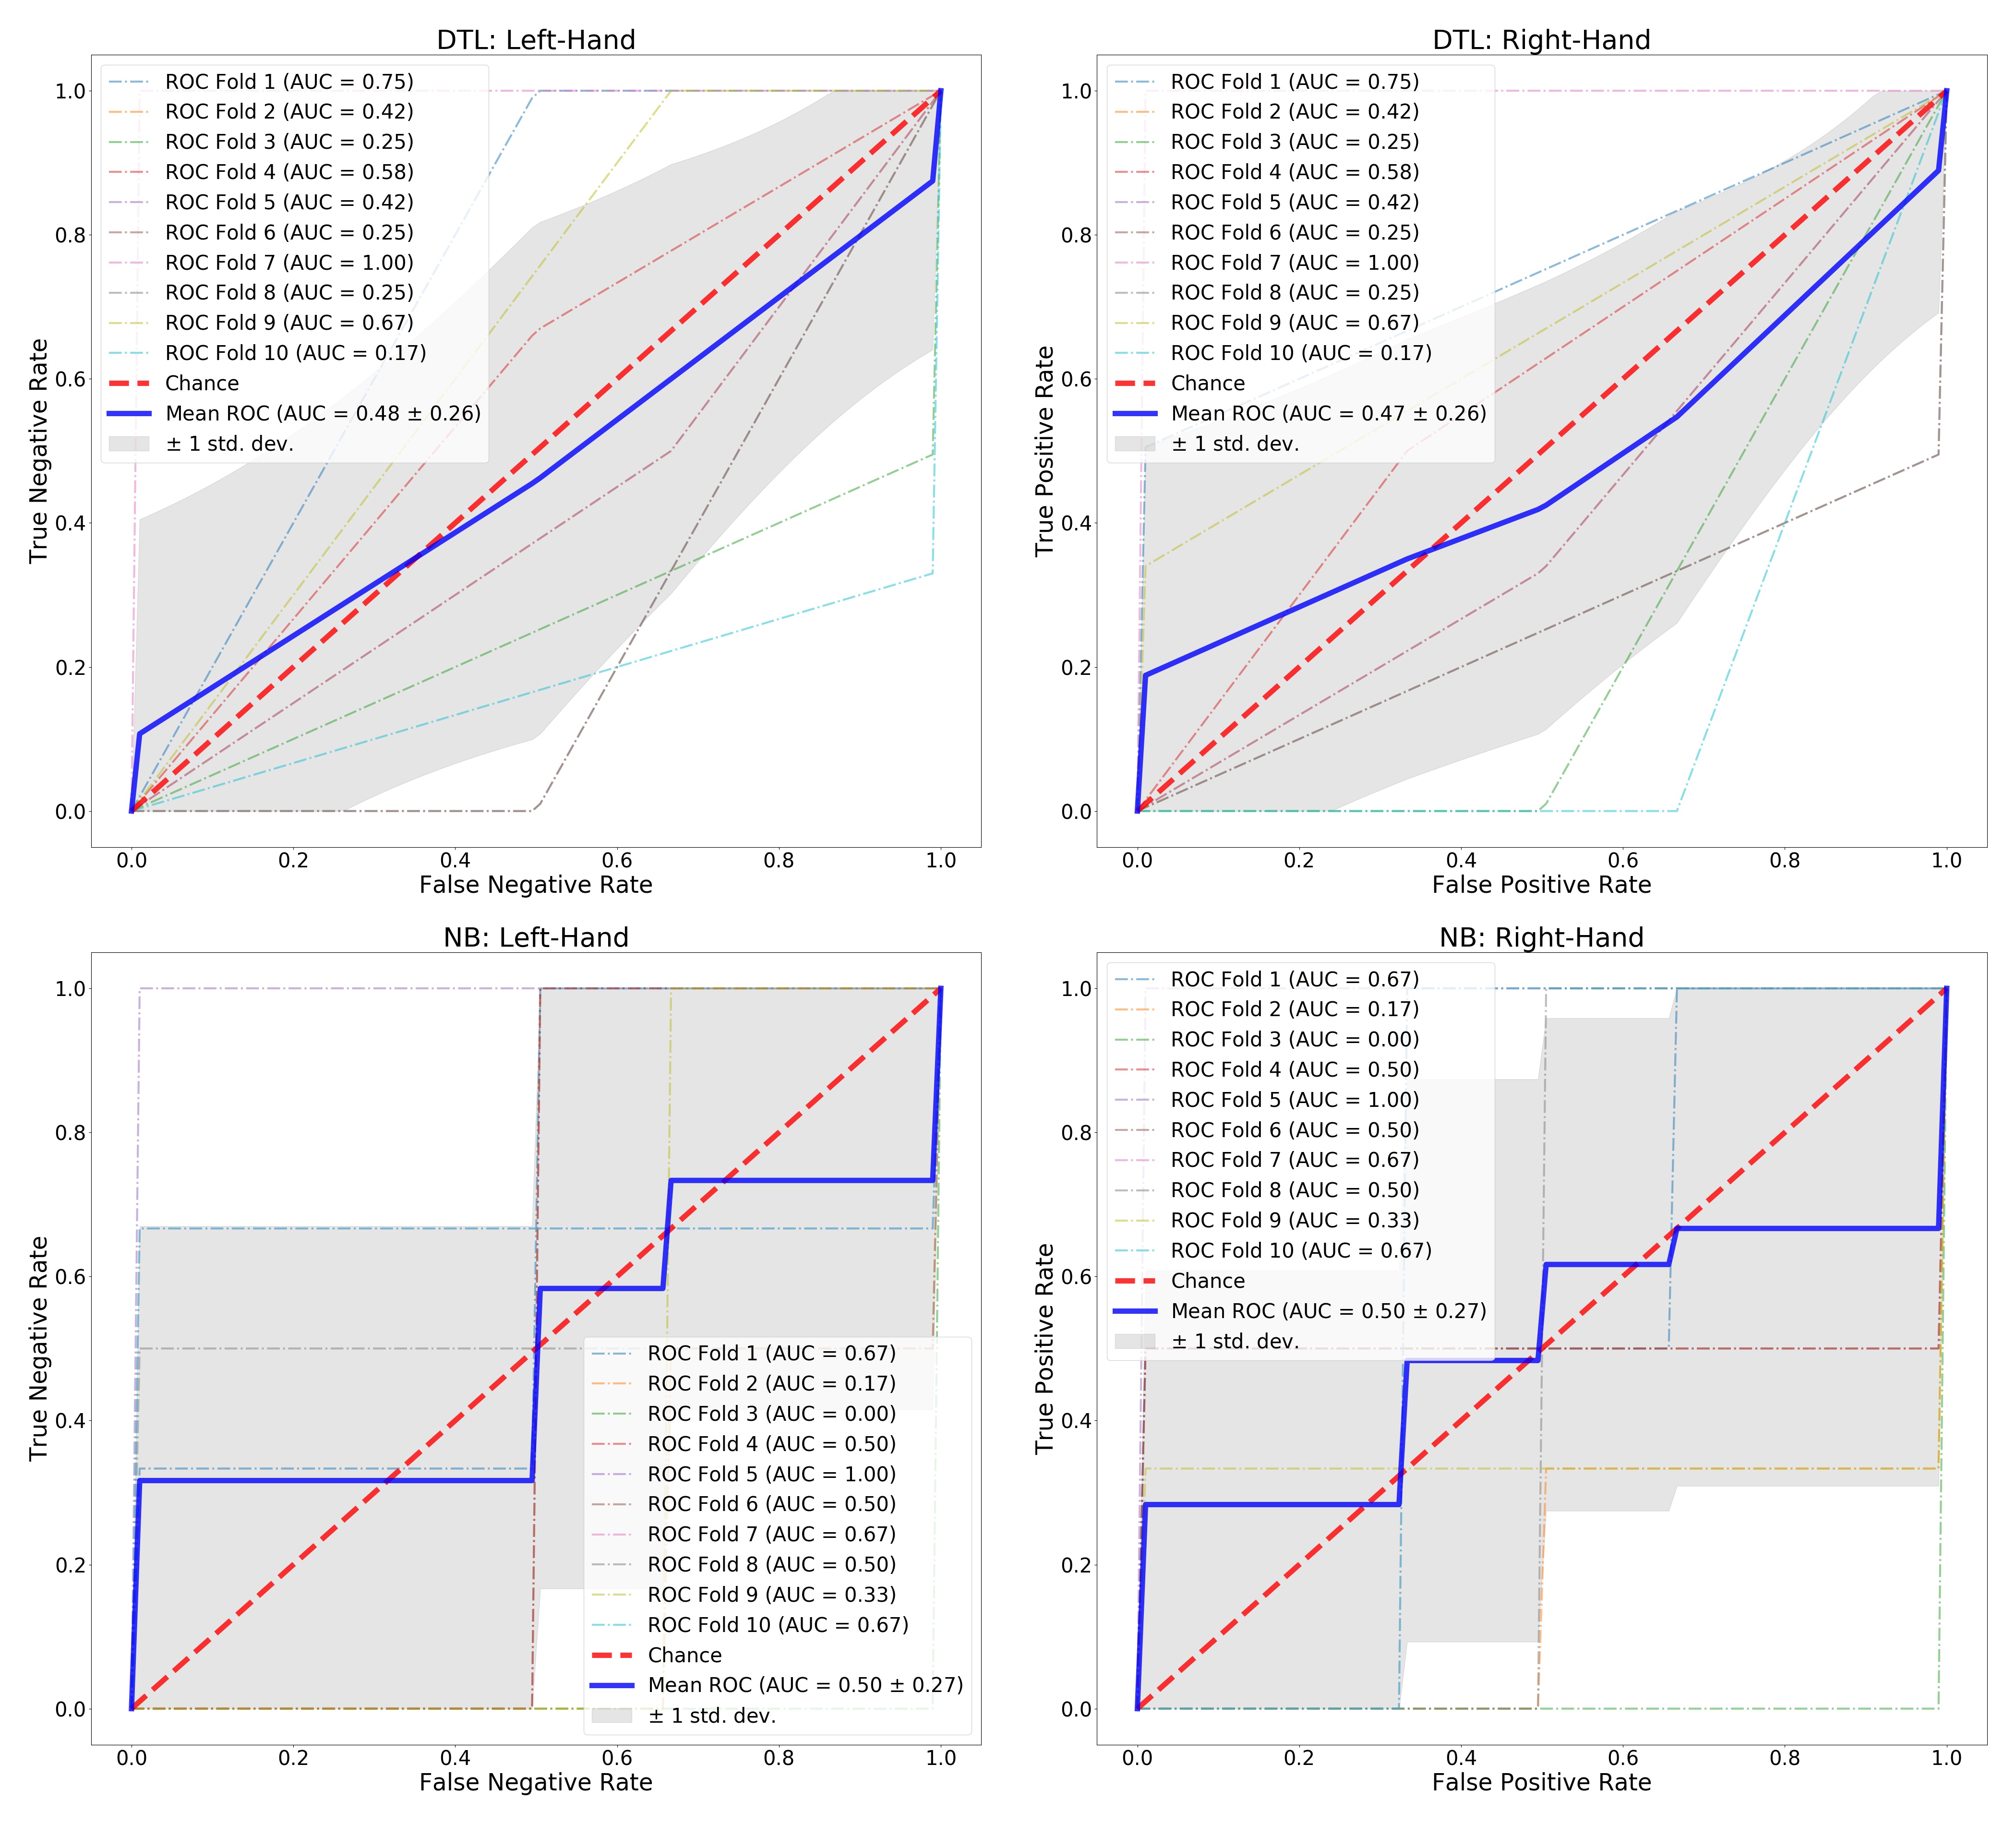 DTL: Left-Hand
True Negative Rate
1.0
0.8
0.6
0.4
0.2
0.0
ROC Fold 1 (AUC = 0.75)
ROC Fold 2 (AUC = 0.42)
ROC Fold 3 (AUC = 0.25)
ROC Fold 4 (AUC = 0.58)
ROC Fold 5 (AUC = 0.42)
ROC Fold 6 (AUC = 0.25)
ROC Fold 7 (AUC = 1.00)
ROC Fold 8 (AUC = 0.25)
ROC Fold 9 (AUC = 0.67)
ROC Fold 10 (AUC = 0.17)
Chance
Mean ROC (AUC = 0.48 ± 0.26)
± 1 std. dev.
0.0 0.2 0.4 0.6 0.8 1.0
False Negative Rate
DTL: Right-Hand
True Positive Rate
1.0
0.8
0.6
0.4
0.2
0.0
ROC Fold 1 (AUC = 0.75)
ROC Fold 2 (AUC = 0.42)
ROC Fold 3 (AUC = 0.25)
ROC Fold 4 (AUC = 0.58)
ROC Fold 5 (AUC = 0.42)
ROC Fold 6 (AUC = 0.25)
ROC Fold 7 (AUC = 1.00)
ROC Fold 8 (AUC = 0.25)
ROC Fold 9 (AUC = 0.67)
ROC Fold 10 (AUC = 0.17)
Chance
Mean ROC (AUC = 0.47 ± 0.26)
± 1 std. dev.
0.0 0.2 0.4 0.6 0.8 1.0
False Positive Rate
NB: Left-Hand
True Negative Rate
1.0
0.8
0.6
0.4
0.2
0.0
ROC Fold 1 (AUC = 0.67)
ROC Fold 2 (AUC = 0.17)
ROC Fold 3 (AUC = 0.00)
ROC Fold 4 (AUC = 0.50)
ROC Fold 5 (AUC = 1.00)
ROC Fold 6 (AUC = 0.50)
ROC Fold 7 (AUC = 0.67)
ROC Fold 8 (AUC = 0.50)
ROC Fold 9 (AUC = 0.33)
ROC Fold 10 (AUC = 0.67)
Chance
Mean ROC (AUC = 0.50 ± 0.27)
± 1 std. dev.
0.0 0.2 0.4 0.6 0.8 1.0
False Negative Rate
NB: Right-Hand
True Positive Rate
1.0
0.8
0.6
0.4
0.2
0.0
ROC Fold 1 (AUC = 0.67)
ROC Fold 2 (AUC = 0.17)
ROC Fold 3 (AUC = 0.00)
ROC Fold 4 (AUC = 0.50)
ROC Fold 5 (AUC = 1.00)
ROC Fold 6 (AUC = 0.50)
ROC Fold 7 (AUC = 0.67)
ROC Fold 8 (AUC = 0.50)
ROC Fold 9 (AUC = 0.33)
ROC Fold 10 (AUC = 0.67)
Chance
Mean ROC (AUC = 0.50 ± 0.27)
± 1 std. dev.
0.0 0.2 0.4 0.6 0.8 1.0
False Positive Rate